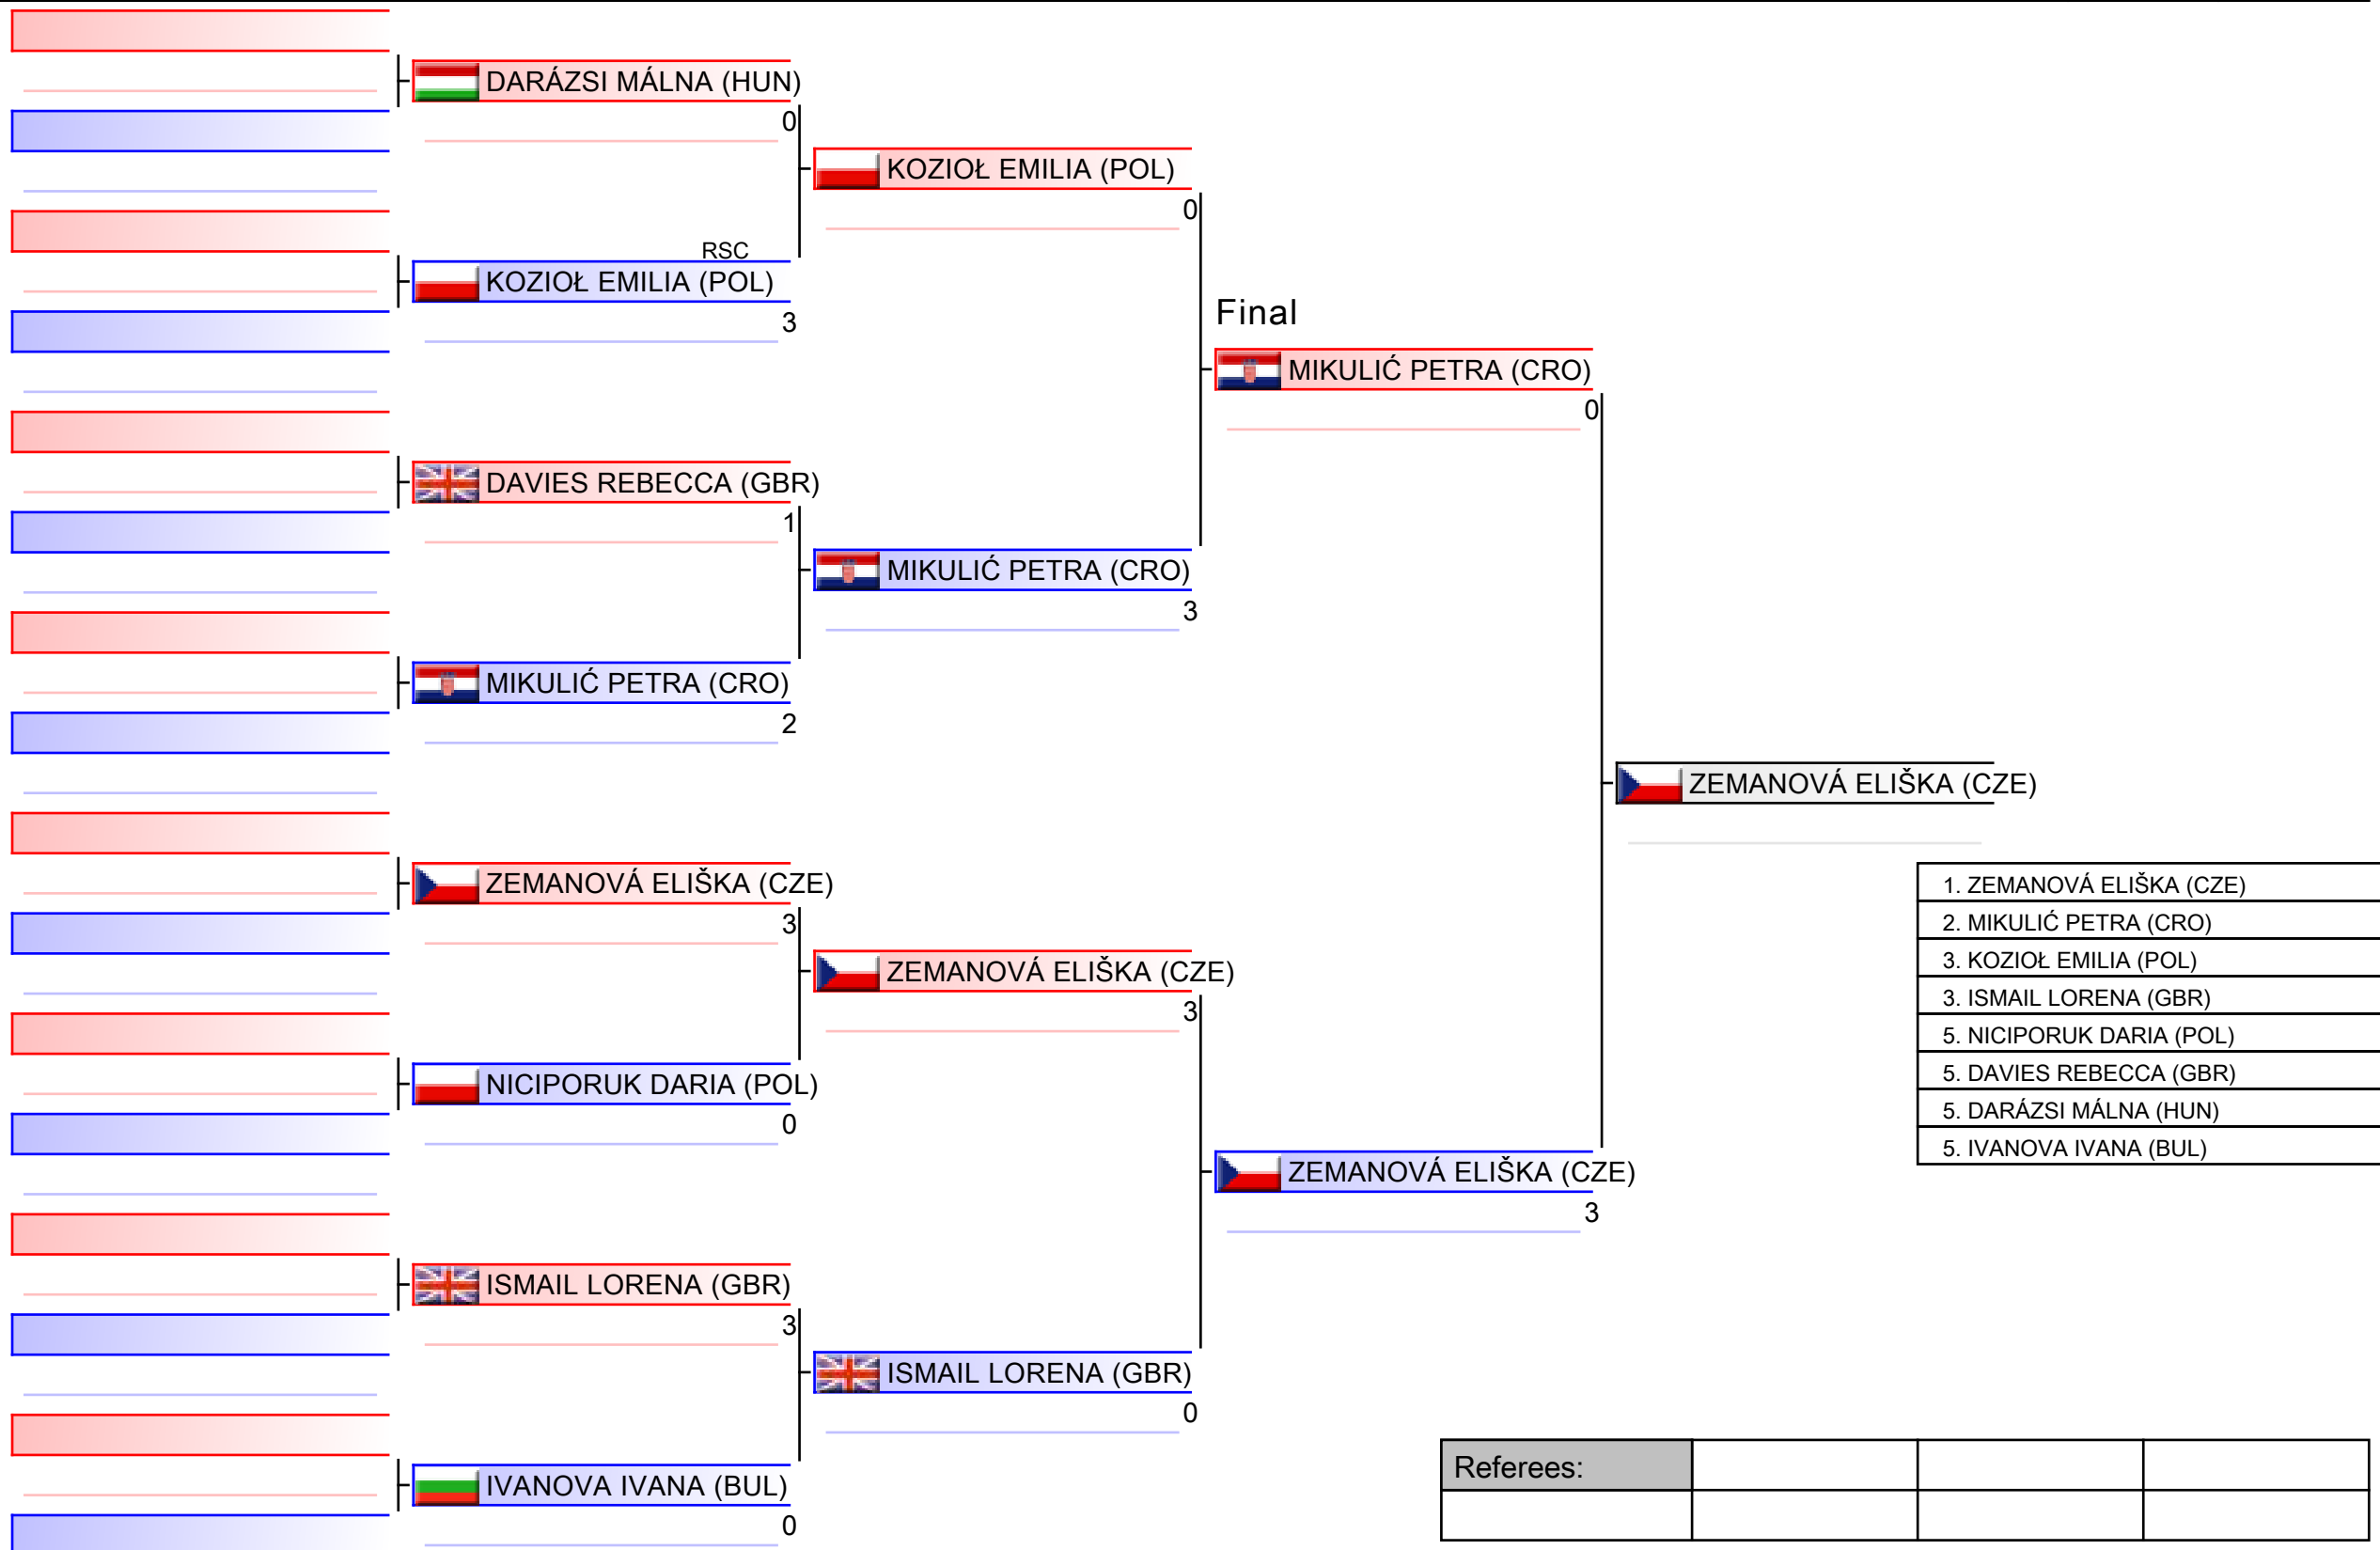 DARÁZSI MÁLNA (HUN)
0
RSC
KOZIOŁ EMILIA (POL)
3
DAVIES REBECCA (GBR)
1
MIKULIĆ PETRA (CRO)
2
ZEMANOVÁ ELIŠKA (CZE)
3
NICIPORUK DARIA (POL)
0
ISMAIL LORENA (GBR)
3
IVANOVA IVANA (BUL)
0
KOZIOŁ EMILIA (POL)
0
MIKULIĆ PETRA (CRO)
3
ZEMANOVÁ ELIŠKA (CZE)
3
ISMAIL LORENA (GBR)
0
Final
MIKULIĆ PETRA (CRO)
0
ZEMANOVÁ ELIŠKA (CZE)
3
ZEMANOVÁ ELIŠKA (CZE)
1. ZEMANOVÁ ELIŠKA (CZE)
2. MIKULIĆ PETRA (CRO)
3. KOZIOŁ EMILIA (POL)
3. ISMAIL LORENA (GBR)
5. NICIPORUK DARIA (POL)
5. DAVIES REBECCA (GBR)
5. DARÁZSI MÁLNA (HUN)
5. IVANOVA IVANA (BUL)
Referees: